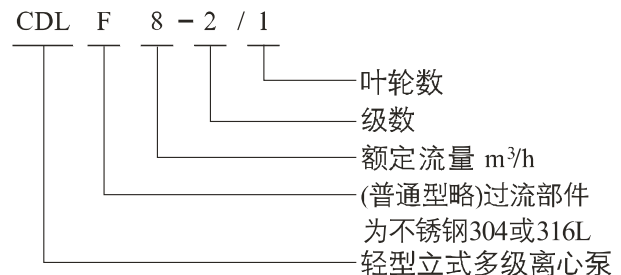 CDL F 8 - 2 / 1
叶轮数
级数
额定流量 m³/h
(普通型略)过流部件
为不锈钢304或316L
轻型立式多级离心泵